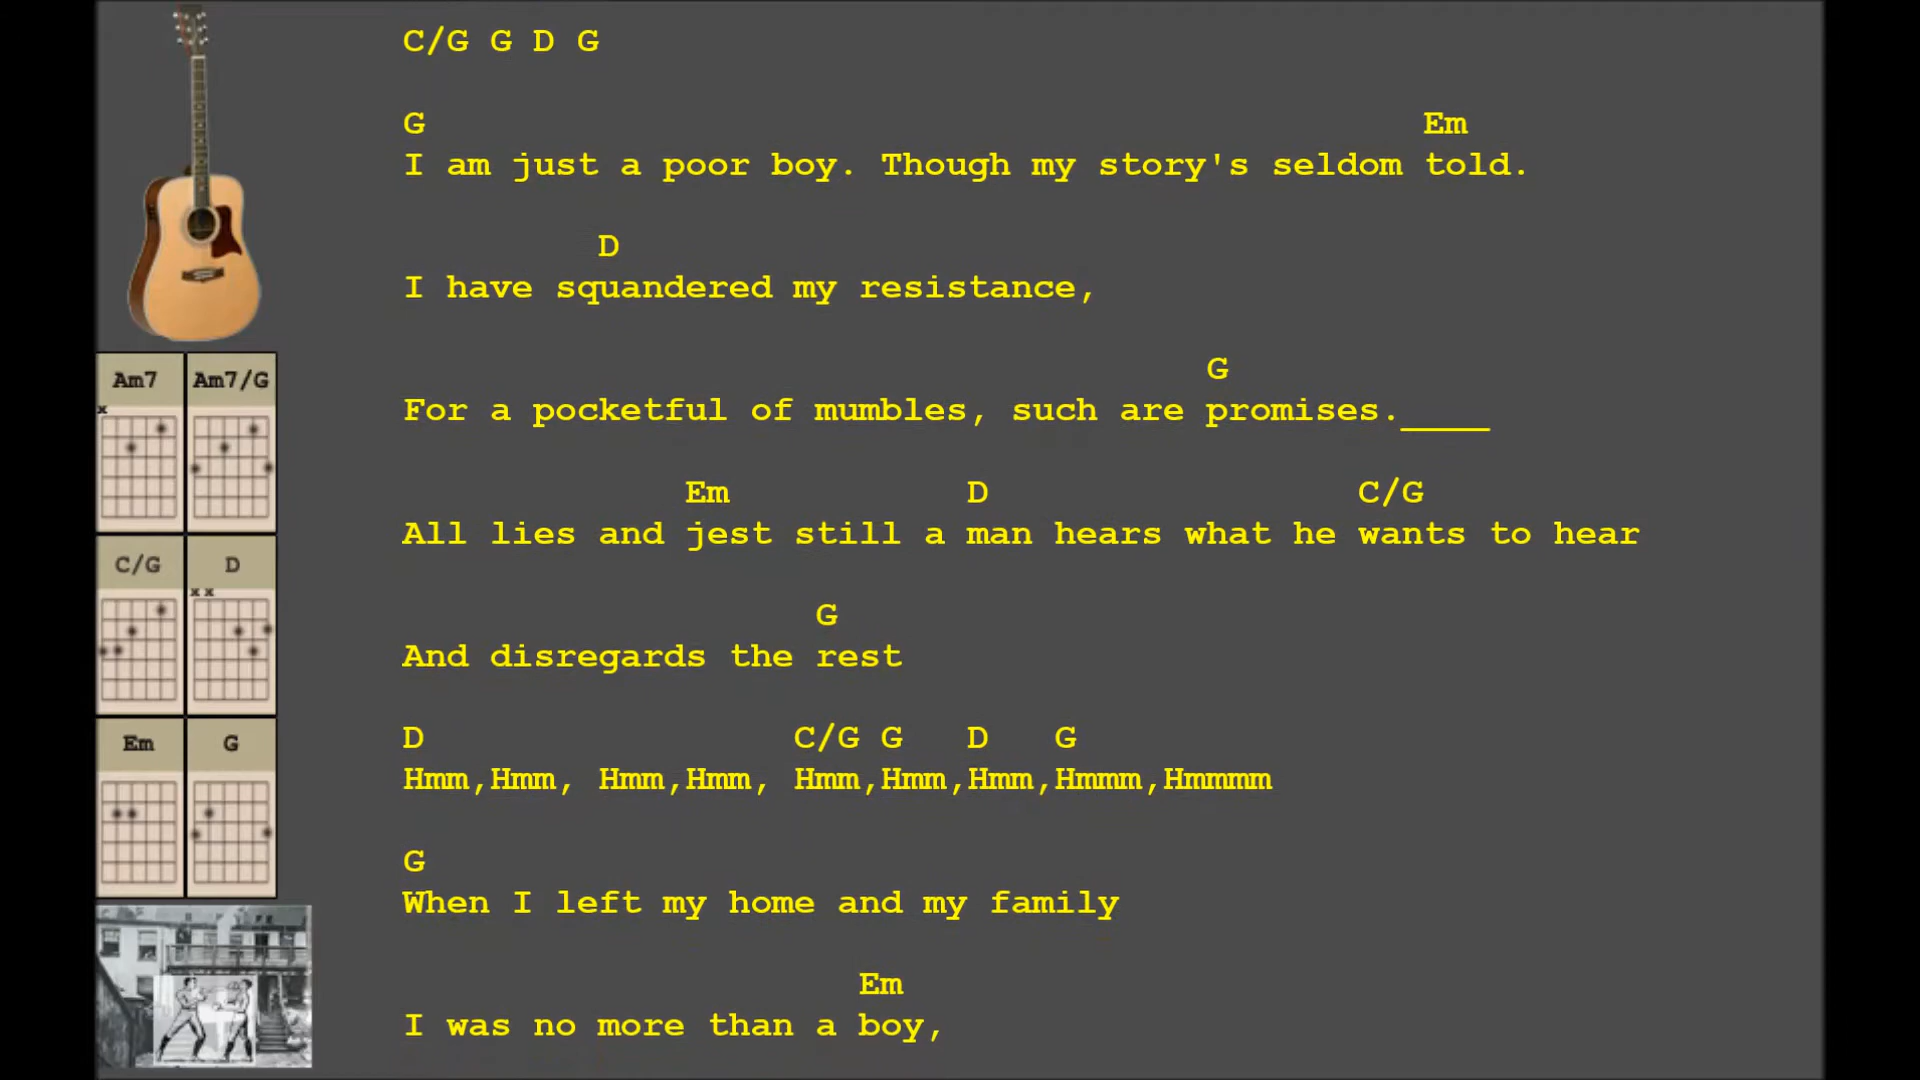 C/G G D G
G Em
I am just a poor boy. Though my story's seldom told.
D
I have squandered my resistance,
G
For a pocketful of mumbles, such are promises.____
Em D C/G
All lies and jest still a man hears what he wants to hear
G
And disregards the rest
D C/G G D G
Hmm,Hmm, Hmm,Hmm, Hmm,Hmm,Hmm,Hmmm,Hmmmm
G
When I left my home and my family
Em
I was no more than a boy,
Am7 Am7/G
x
C/G D
x x
Em G